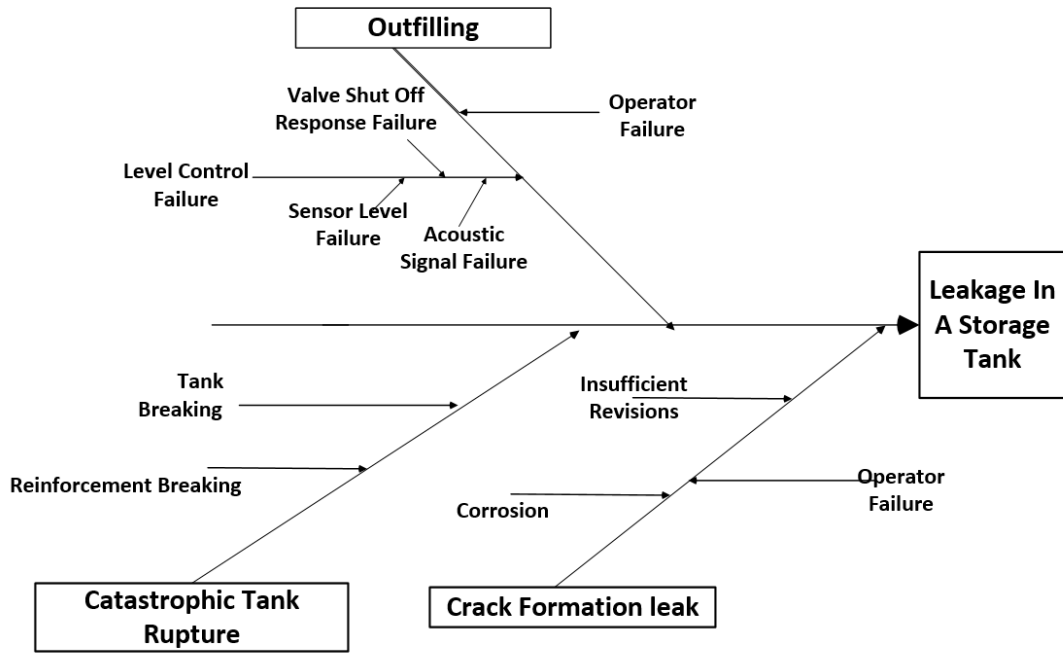 Outfilling
Valve Shut Off
Response Failure
Operator
Failure
Level Control
Failure
Sensor Level
Failure
Acoustic
Signal Failure
Leakage In
A Storage
Tank
Tank
Breaking
Insufficient
Revisions
Reinforcement Breaking
Corrosion
Operator
Failure
Catastrophic Tank
Rupture
Crack Formation leak